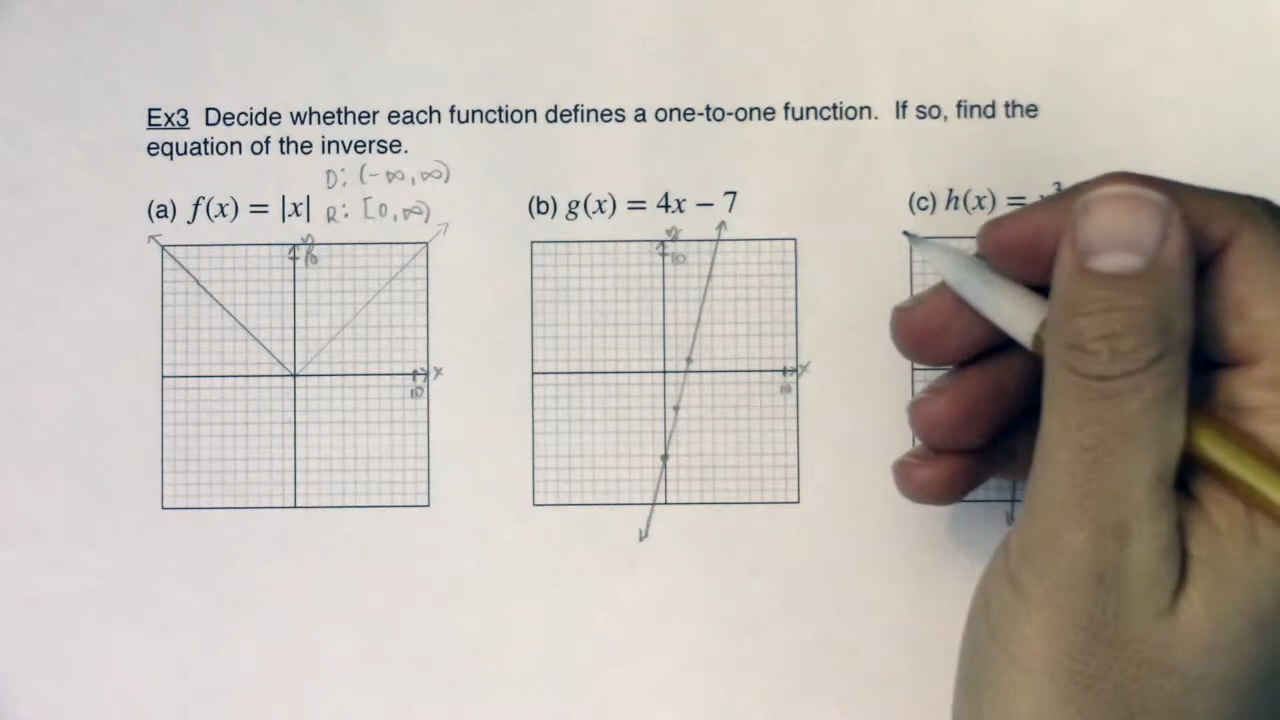 Ex3 Decide whether each function defines a one-to-one function. If so, find the
equation of the inverse.
D: (-∞,∞)
(a) f(x) = |x| R: [0,∞)
(b) g(x) = 4x − 7
(c) h(x) =
10
x
10
10
x
10